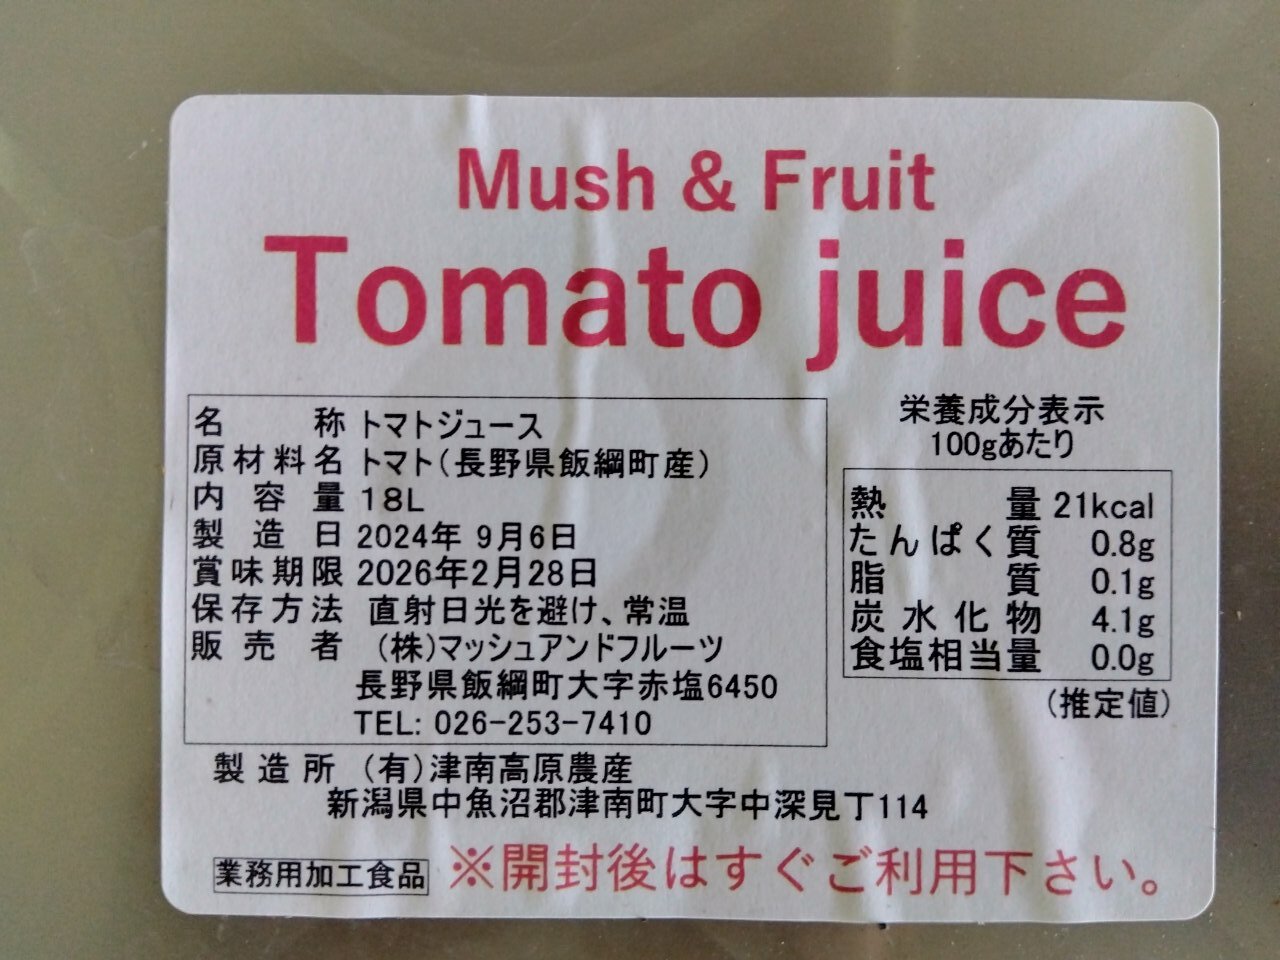 Mush & Fruit
Tomato juice
名称 トマトジュース
原材料名 トマト(長野県飯綱町産)
内容量 18L
製造日 2024年 9月6日
賞味期限 2026年2月28日
保存方法 直射日光を避け、常温
販売者 (株)マッシュアンドフルーツ
長野県飯綱町大字赤塩6450
TEL: 026-253-7410
栄養成分表示
100gあたり
熱量 21kcal
たんぱく質 0.8g
脂質 0.1g
炭水化物 4.1g
食塩相当量 0.0g
(推定値)
製造所 (有)津南高原農産
新潟県中魚沼郡津南町大字中深見丁114
業務用加工食品 ※開封後はすぐご利用下さい。